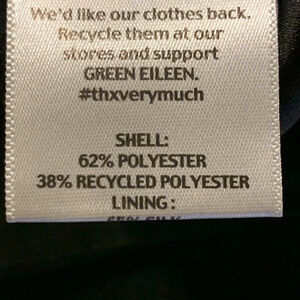 We'd like our clothes back.
Recycle them at our
stores and support
GREEN EILEEN.
#thxverymuch
SHELL:
62% POLYESTER
38% RECYCLED POLYESTER
LINING :